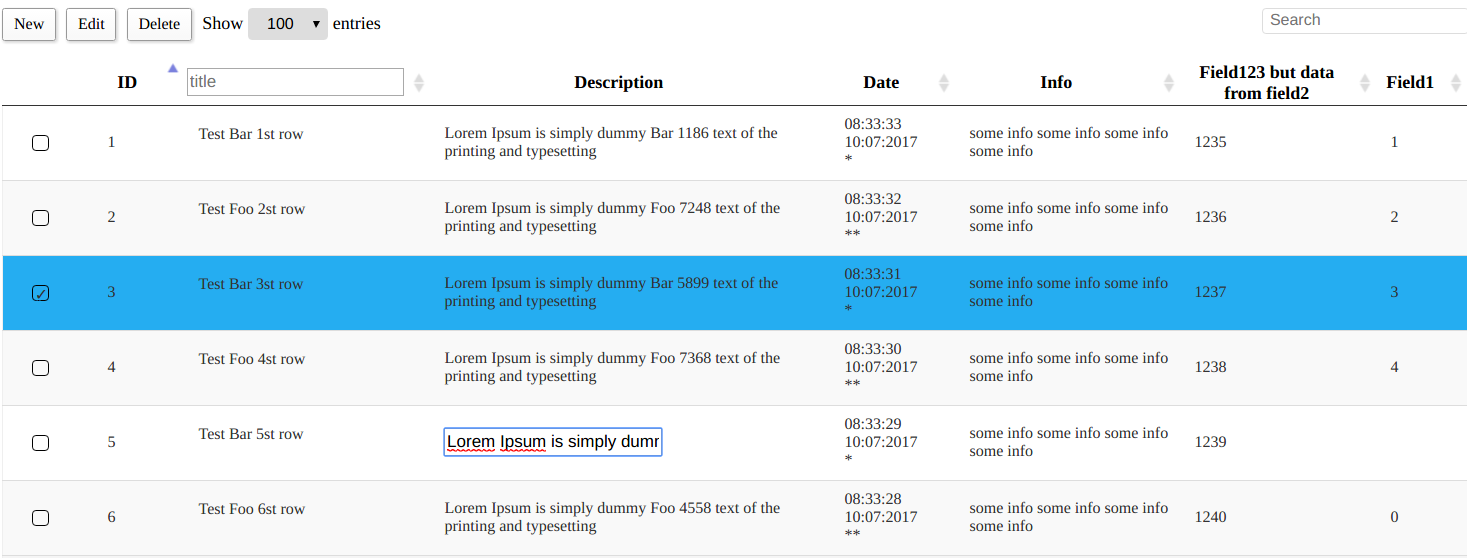 New Edit Delete Show 100 entries Search
ID title Description Date Info Field123 but data from field2 Field1
1 Test Bar 1st row Lorem Ipsum is simply dummy Bar 1186 text of the printing and typesetting 08:33:33 10:07:2017 * some info some info some info some info 1235 1
2 Test Foo 2st row Lorem Ipsum is simply dummy Foo 7248 text of the printing and typesetting 08:33:32 10:07:2017 ** some info some info some info some info 1236 2
3 Test Bar 3st row Lorem Ipsum is simply dummy Bar 5899 text of the printing and typesetting 08:33:31 10:07:2017 * some info some info some info some info 1237 3
4 Test Foo 4st row Lorem Ipsum is simply dummy Foo 7368 text of the printing and typesetting 08:33:30 10:07:2017 ** some info some info some info some info 1238 4
5 Test Bar 5st row Lorem Ipsum is simply 08:33:29 10:07:2017 * some info some info some info some info 1239
6 Test Foo 6st row Lorem Ipsum is simply dummy Foo 4558 text of the printing and typesetting 08:33:28 10:07:2017 ** some info some info some info some info 1240 0